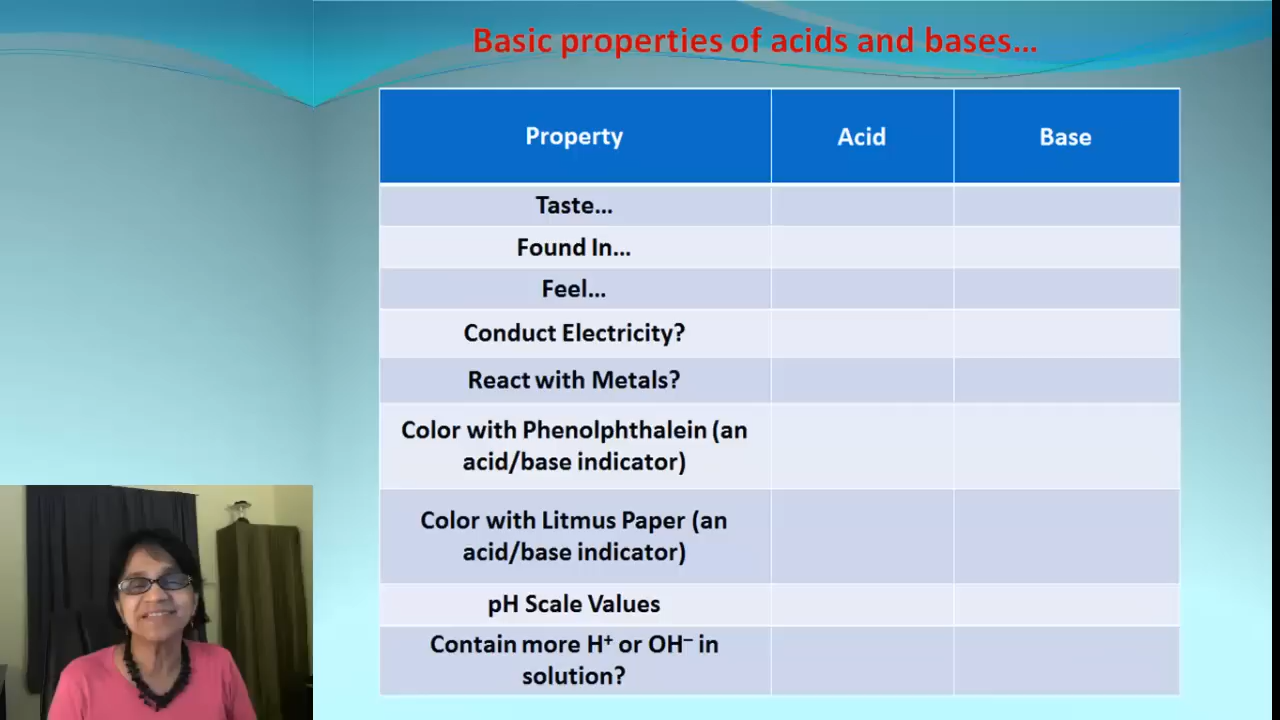 Basic properties of acids and bases...
Property
Acid
Base
Taste...
Found In...
Feel...
Conduct Electricity?
React with Metals?
Color with Phenolphthalein (an
acid/base indicator)
Color with Litmus Paper (an
acid/base indicator)
pH Scale Values
Contain more H⁺ or OH⁻ in
solution?